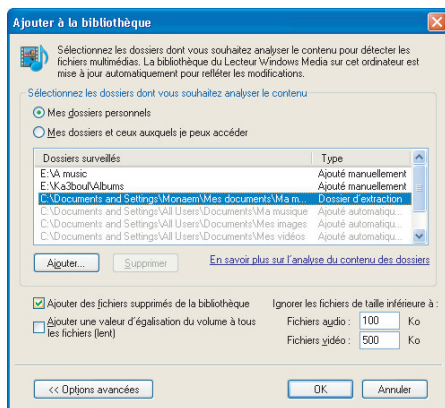 Ajouter à la bibliothèque
Sélectionnez les dossiers dont vous souhaitez analyser le contenu pour détecter les
fichiers multimédias. La bibliothèque du Lecteur Windows Media sur cet ordinateur est
mise à jour automatiquement pour refléter les modifications.
Sélectionnez les dossiers dont vous souhaitez analyser le contenu
Mes dossiers personnels
Mes dossiers et ceux auxquels je peux accéder
Dossiers surveillés Type
E:\A music Ajouté manuellement
E:\Ka3boul\Albums Ajouté manuellement
C:\Documents and Settings\Monaem\Mes documents\Ma m... Dossier d'extraction
C:\Documents and Settings\All Users\Documents\Ma musique Ajouté automatiqu...
C:\Documents and Settings\All Users\Documents\Mes images Ajouté automatiqu...
C:\Documents and Settings\All Users\Documents\Mes vidéos Ajouté automatiqu...
Ajouter... Supprimer En savoir plus sur l'analyse du contenu des dossiers
Ajouter des fichiers supprimés de la bibliothèque Ignorer les fichiers de taille inférieure à :
Ajouter une valeur d'égalisation du volume à tous
les fichiers (lent)
Fichiers audio : 100 Ko
Fichiers vidéo : 500 Ko
<< Options avancées OK Annuler